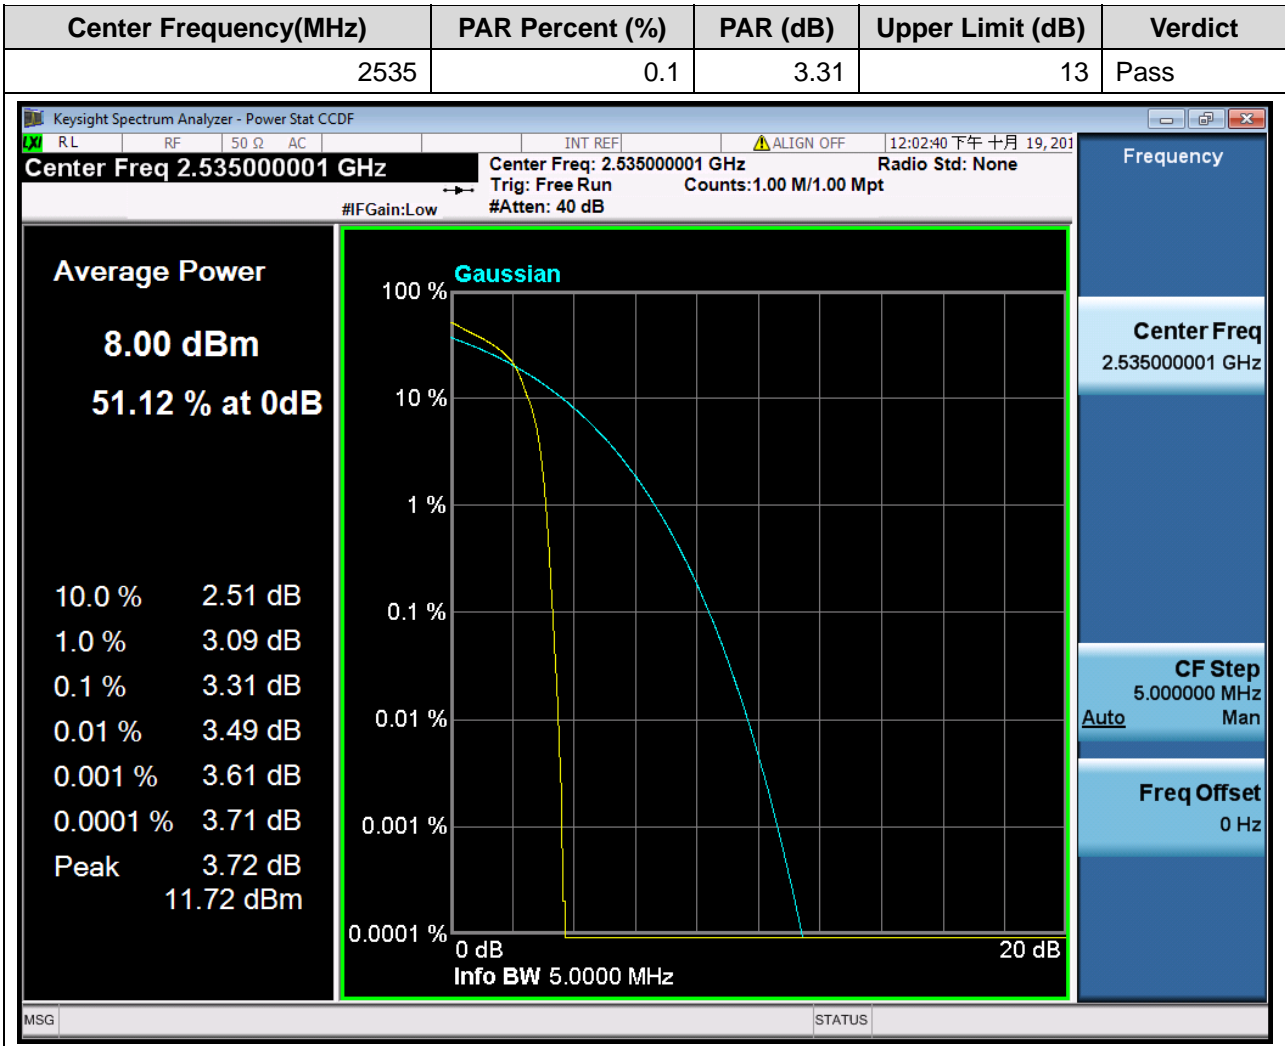 Center Frequency(MHz) PAR Percent (%) PAR (dB) Upper Limit (dB) Verdict
2535 0.1 3.31 13 Pass
Keysight Spectrum Analyzer - Power Stat CCDF
LXI RL RF 50 Ω AC INT REF ALIGN OFF 12:02:40 下午 十月 19, 201
Center Freq 2.535000001 GHz
Center Freq: 2.535000001 GHz Radio Std: None
Trig: Free Run Counts:1.00 M/1.00 Mpt
#IFGain:Low #Atten: 40 dB
Average Power
8.00 dBm
51.12 % at 0dB
10.0 % 2.51 dB
1.0 % 3.09 dB
0.1 % 3.31 dB
0.01 % 3.49 dB
0.001 % 3.61 dB
0.0001 % 3.71 dB
Peak 3.72 dB
11.72 dBm
Gaussian
100 %
10 %
1 %
0.1 %
0.01 %
0.001 %
0.0001 %
0 dB 20 dB
Info BW 5.0000 MHz
Frequency
Center Freq
2.535000001 GHz
CF Step
5.000000 MHz
Auto Man
Freq Offset
0 Hz
MSG STATUS